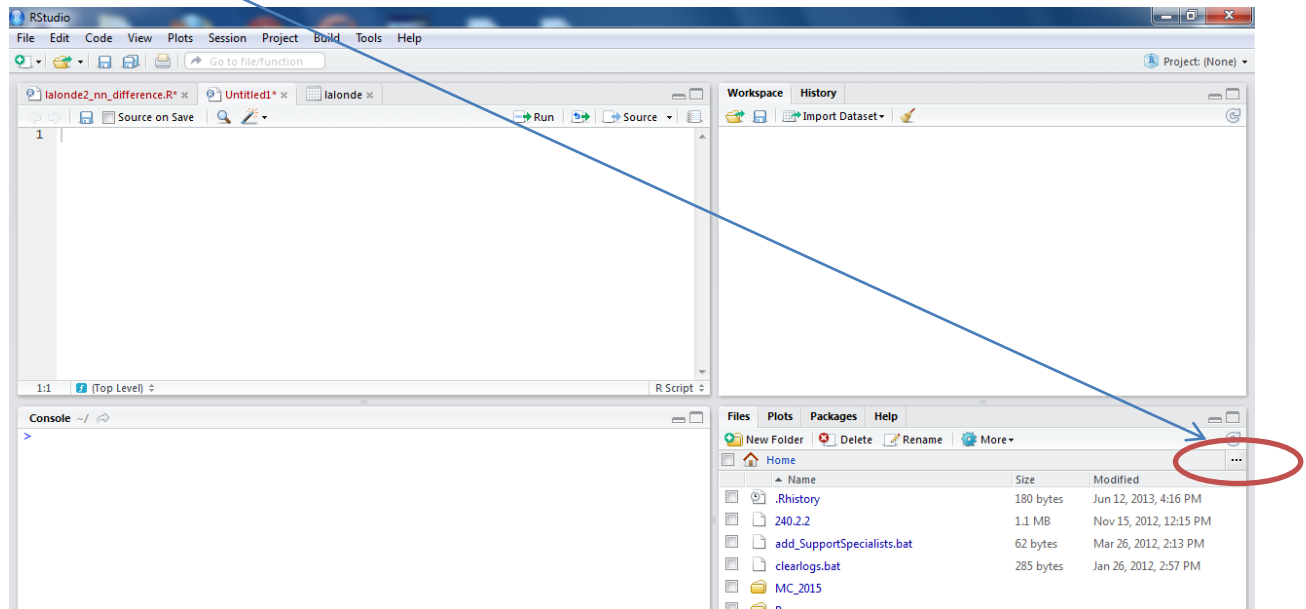 RStudio
File Edit Code View Plots Session Project Build Tools Help
Go to file/function
Project: (None)
lalonde2_nn_difference.R*
Untitled1*
lalonde
Source on Save
Run
Source
1
1:1
(Top Level)
R Script
Console ~/
>
Workspace History
Import Dataset
Files Plots Packages Help
New Folder Delete Rename More
Home
...
Name Size Modified
.Rhistory 180 bytes Jun 12, 2013, 4:16 PM
240.2.2 1.1 MB Nov 15, 2012, 12:15 PM
add_SupportSpecialists.bat 62 bytes Mar 26, 2012, 2:13 PM
clearlogs.bat 285 bytes Jan 26, 2012, 2:57 PM
MC_2015